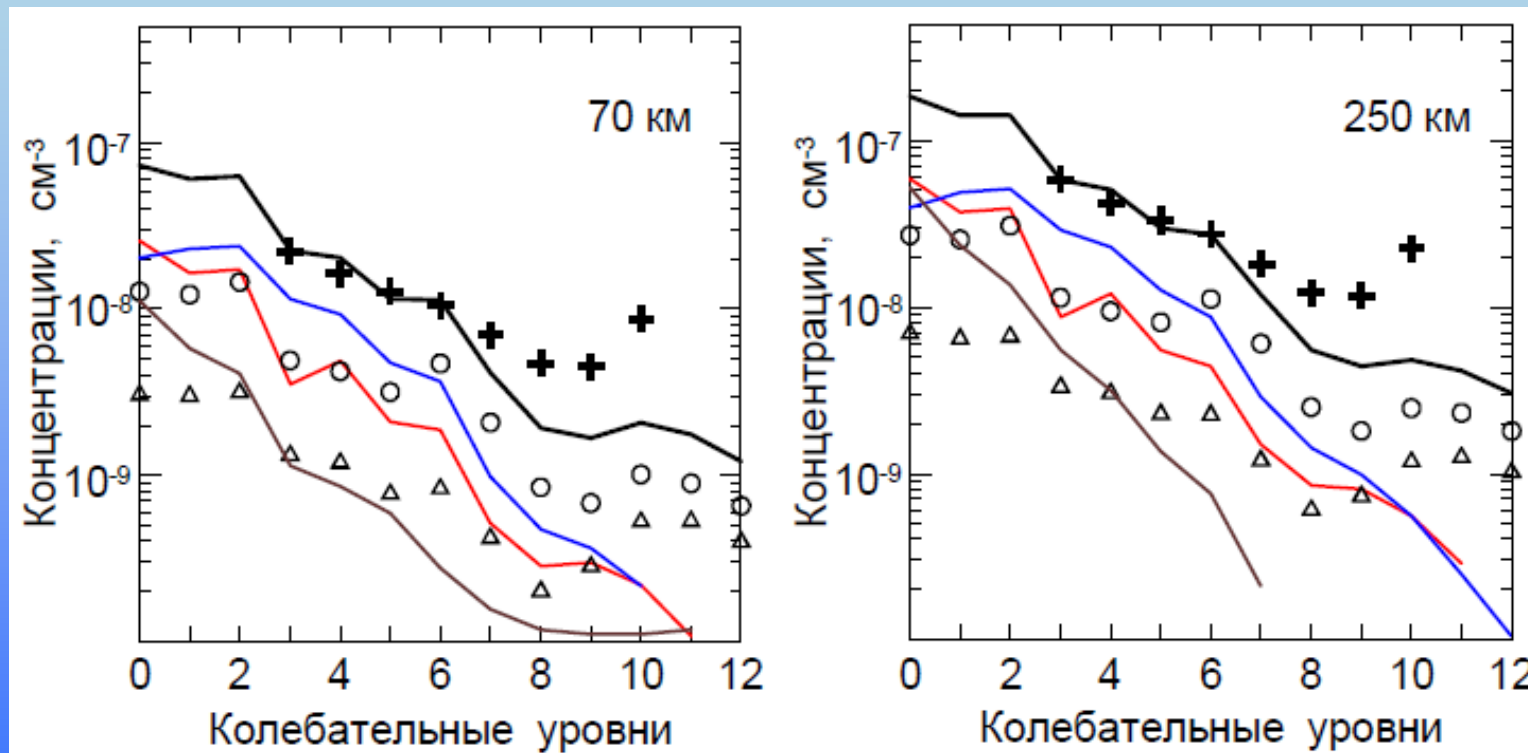 70 км
Концентрации, см⁻³
10⁻⁷
10⁻⁸
10⁻⁹
0 2 4 6 8 10 12
Колебательные уровни
250 км
Концентрации, см⁻³
10⁻⁷
10⁻⁸
10⁻⁹
0 2 4 6 8 10 12
Колебательные уровни